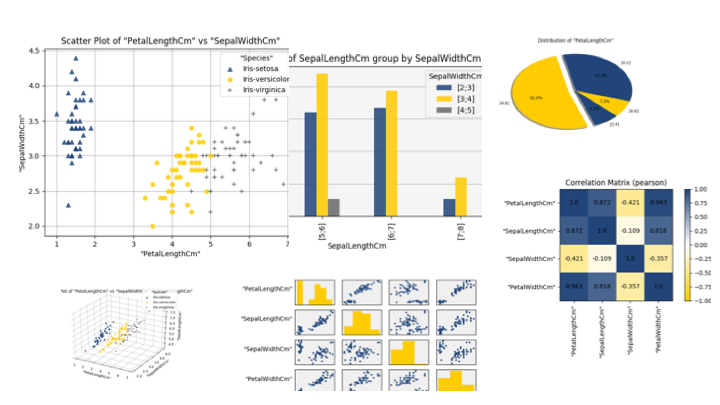 Scatter Plot of "PetalLengthCm" vs "SepalWidthCm"
"SepalWidthCm"
4.5
4.0
3.5
3.0
2.5
2.0
1 2 3 4 5 6 7
"PetalLengthCm"
"Species"
Iris-setosa
Iris-versicolor
Iris-virginica
of SepalLengthCm group by SepalWidthCm
SepalWidthCm
[2;3]
[3;4]
[4;5]
[5;6] [6;7] [7;8]
SepalLengthCm
Distribution of "PetalLengthCm"
Correlation Matrix (pearson)
"PetalLengthCm" 1.0 0.872 -0.421 0.963
"SepalLengthCm" 0.872 1.0 -0.109 0.818
"SepalWidthCm" -0.421 -0.109 1.0 -0.357
"PetalWidthCm" 0.963 0.818 -0.357 1.0
"PetalLengthCm" "SepalLengthCm" "SepalWidthCm" "PetalWidthCm"
1.00
0.75
0.50
0.25
0.00
−0.25
−0.50
−0.75
−1.00
"PetalLengthCm"
"SepalLengthCm"
"SepalWidthCm"
"PetalWidthCm"